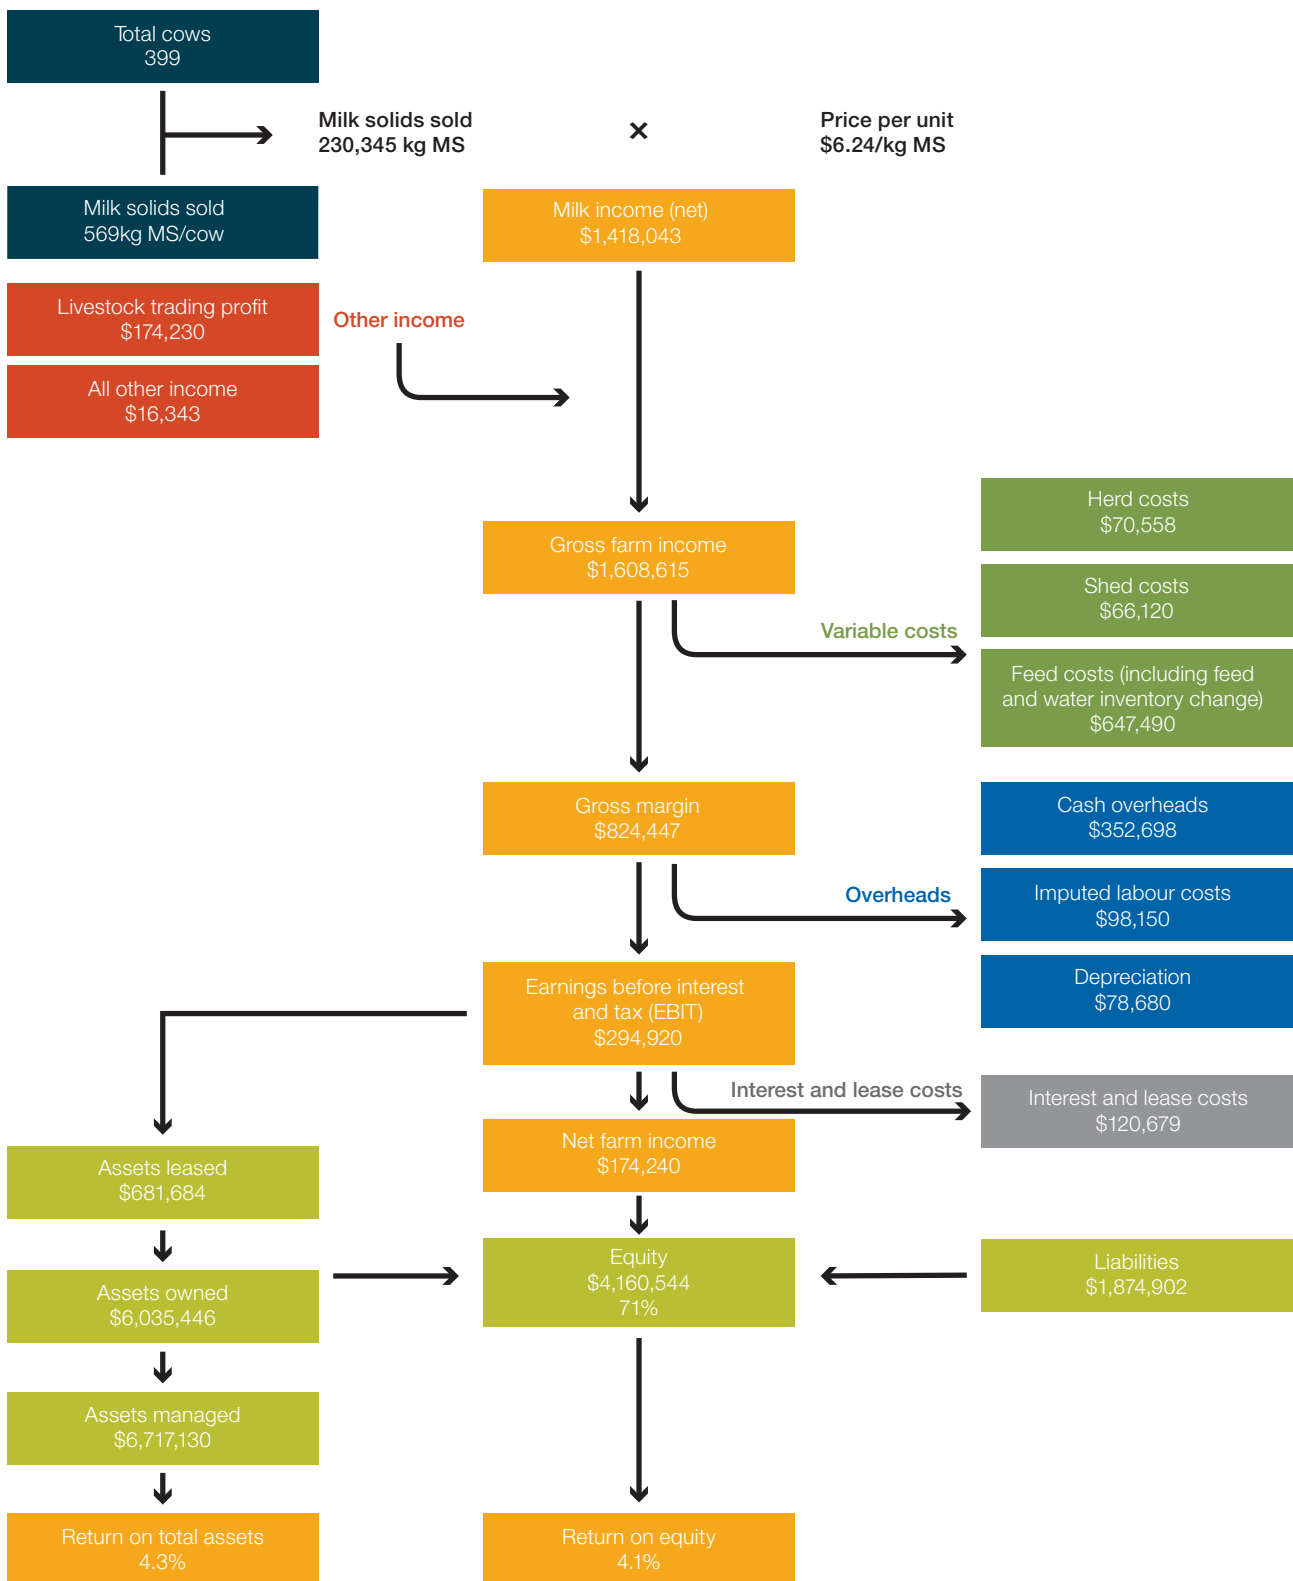 Total cows
399
Milk solids sold
230,345 kg MS
×
Price per unit
$6.24/kg MS
Milk solids sold
569kg MS/cow
Milk income (net)
$1,418,043
Livestock trading profit
$174,230
Other income
All other income
$16,343
Herd costs
$70,558
Gross farm income
$1,608,615
Shed costs
$66,120
Variable costs
Feed costs (including feed
and water inventory change)
$647,490
Gross margin
$824,447
Cash overheads
$352,698
Overheads
Imputed labour costs
$98,150
Earnings before interest
and tax (EBIT)
$294,920
Depreciation
$78,680
Interest and lease costs
Interest and lease costs
$120,679
Net farm income
$174,240
Assets leased
$681,684
Equity
$4,160,544
71%
Liabilities
$1,874,902
Assets owned
$6,035,446
Assets managed
$6,717,130
Return on total assets
4.3%
Return on equity
4.1%